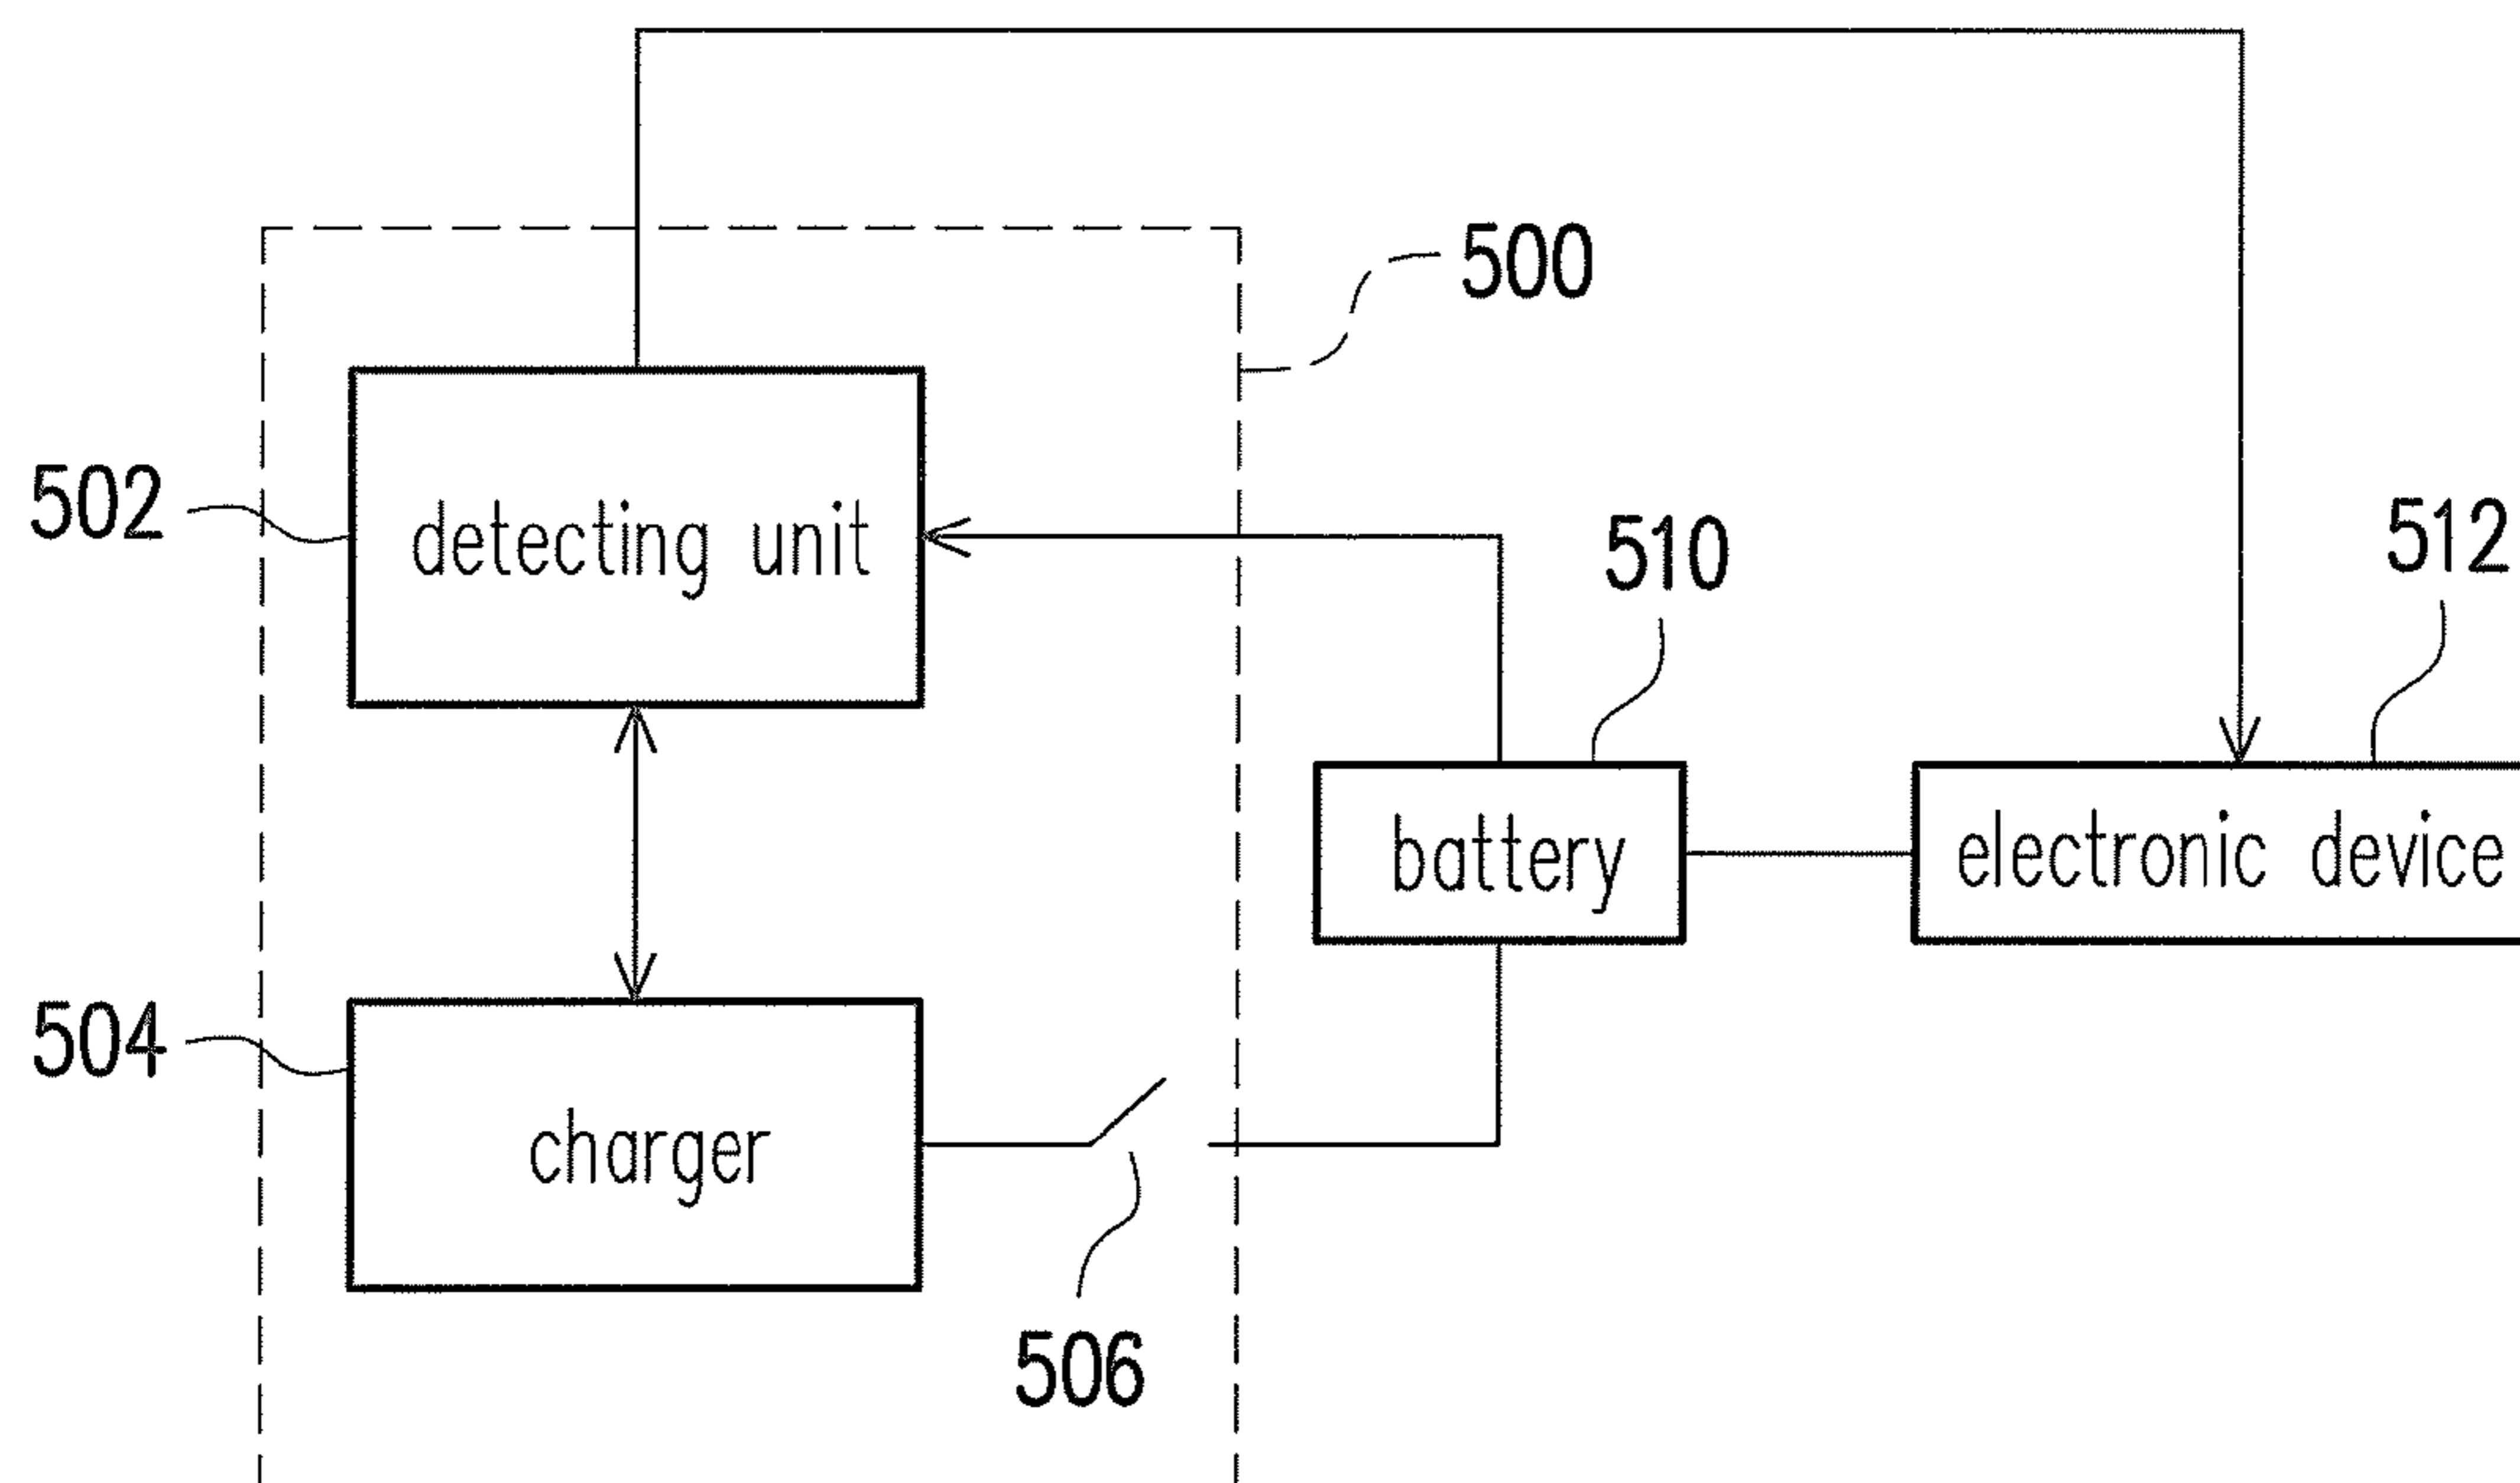 500
502
detecting unit
510
512
battery
electronic device
504
charger
506